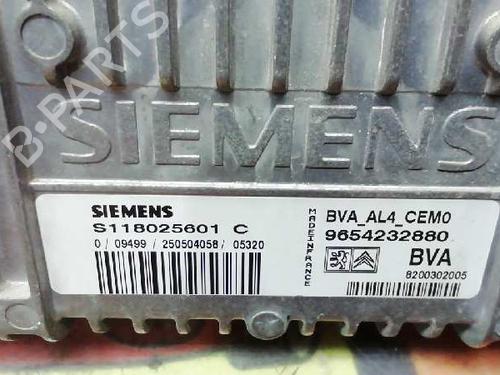 SIEMENS
B-PARTS
SIEMENS
S118025601 C
0 / 09499 / 250504058 / 05320
MADE IN FRANCE
BVA_AL4_CEM0
9654232880
BVA
8200302005